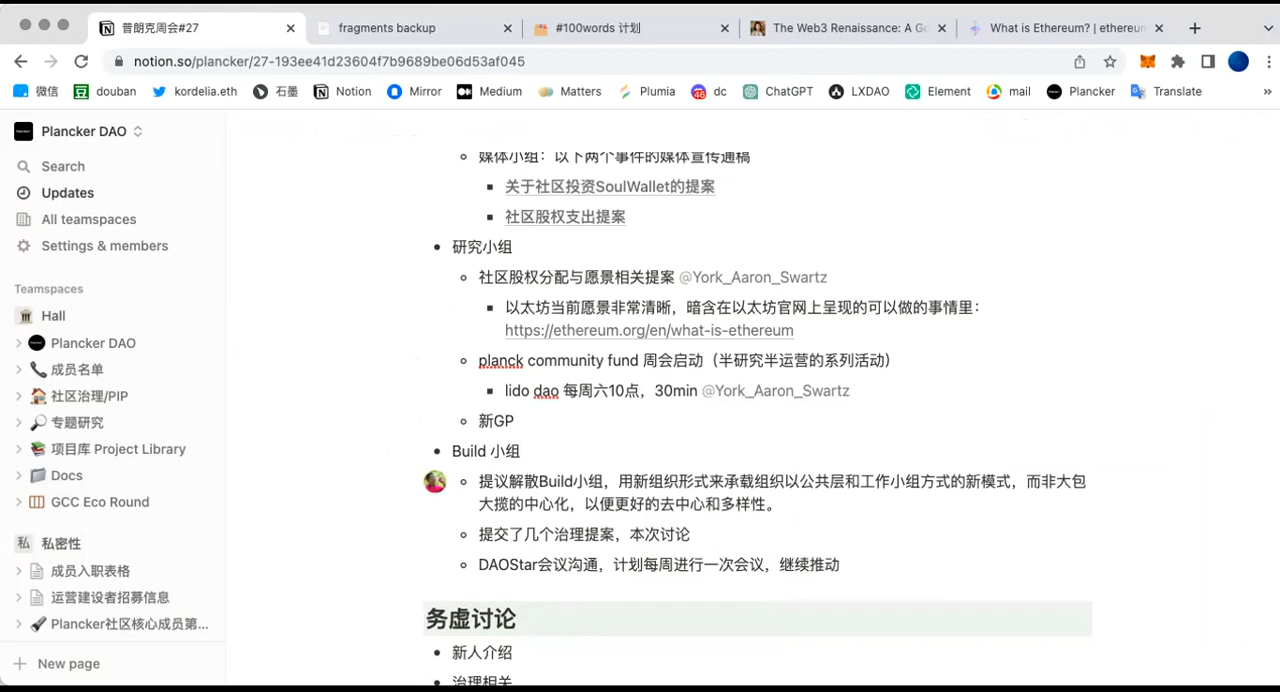 普朗克周会#27
fragments backup
#100words 计划
The Web3 Renaissance: A Go
What is Ethereum? | ethereum
notion.so/plancker/27-193ee41d23604f7b9689be06d53af045
微信 douban kordelia.eth 石墨 Notion Mirror Medium Matters Plumia dc ChatGPT LXDAO Element mail Plancker Translate
Plancker DAO
Search
Updates
All teamspaces
Settings & members
Teamspaces
Hall
Plancker DAO
成员名单
社区治理/PIP
专题研究
项目库 Project Library
Docs
GCC Eco Round
私 私密性
成员入职表格
运营建设者招募信息
Plancker社区核心成员第...
New page
媒体小组：以下两个事件的媒体宣传通稿
关于社区投资SoulWallet的提案
社区股权支出提案
研究小组
社区股权分配与愿景相关提案 @York_Aaron_Swartz
以太坊当前愿景非常清晰，暗含在以太坊官网上呈现的可以做的事情里：
https://ethereum.org/en/what-is-ethereum
planck community fund 周会启动（半研究半运营的系列活动）
lido dao 每周六10点，30min @York_Aaron_Swartz
新GP
Build 小组
提议解散Build小组，用新组织形式来承载组织以公共层和工作小组方式的新模式，而非大包
大揽的中心化，以便更好的去中心和多样性。
提交了几个治理提案，本次讨论
DAOStar会议沟通，计划每周进行一次会议，继续推动
务虚讨论
新人介绍
治理相关